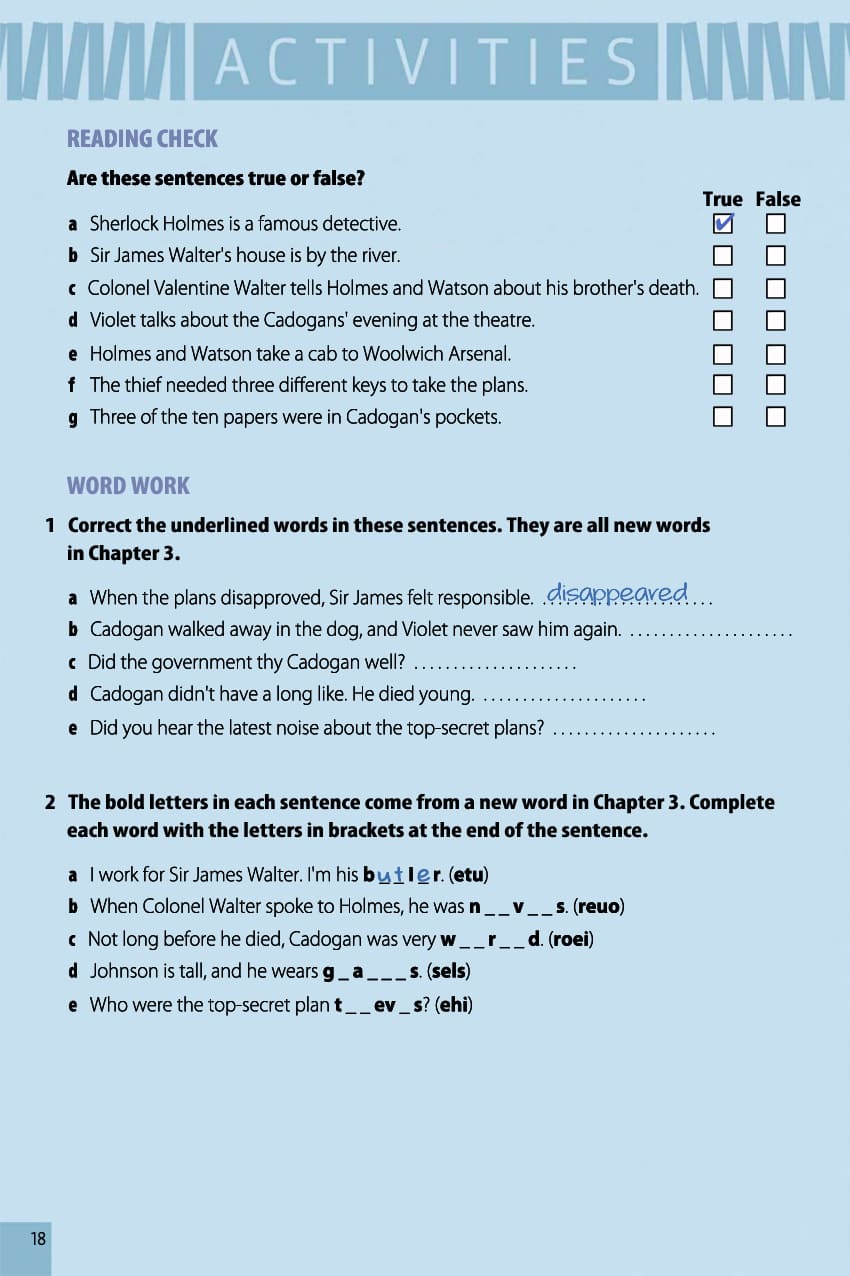 ACTIVITIES
READING CHECK
Are these sentences true or false?
True False
a Sherlock Holmes is a famous detective.
b Sir James Walter's house is by the river.
c Colonel Valentine Walter tells Holmes and Watson about his brother's death.
d Violet talks about the Cadogans' evening at the theatre.
e Holmes and Watson take a cab to Woolwich Arsenal.
f The thief needed three different keys to take the plans.
g Three of the ten papers were in Cadogan's pockets.
WORD WORK
1 Correct the underlined words in these sentences. They are all new words
in Chapter 3.
a When the plans disapproved, Sir James felt responsible. disappeared
b Cadogan walked away in the dog, and Violet never saw him again. .....................
c Did the government thy Cadogan well? .....................
d Cadogan didn't have a long like. He died young. .....................
e Did you hear the latest noise about the top-secret plans? .....................
2 The bold letters in each sentence come from a new word in Chapter 3. Complete
each word with the letters in brackets at the end of the sentence.
a I work for Sir James Walter. I'm his b u t l e r. (etu)
b When Colonel Walter spoke to Holmes, he was n _ _ v _ _ s. (reuo)
c Not long before he died, Cadogan was very w _ _ r _ _ d. (roei)
d Johnson is tall, and he wears g _ a _ _ _ s. (sels)
e Who were the top-secret plan t _ _ ev _ s? (ehi)
18